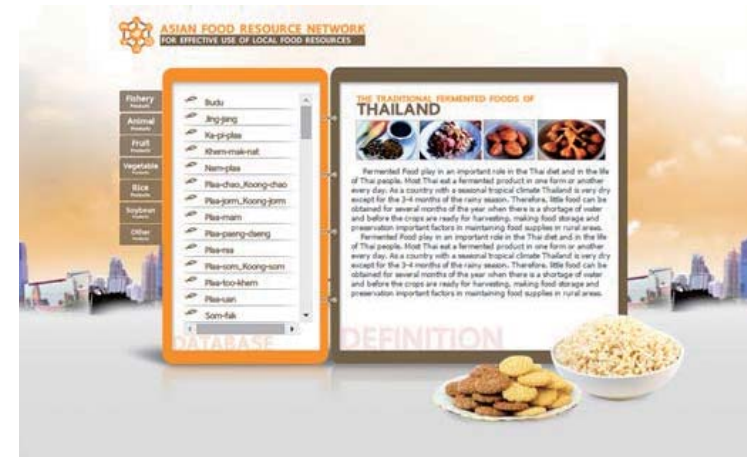 ASIAN FOOD RESOURCE NETWORK
FOR EFFECTIVE USE OF LOCAL FOOD RESOURCES
Fishery
Products
Animal
Products
Fruit
Products
Vegetable
Products
Rice
Products
Soybean
Products
Other
Products
Budu
Jing-jang
Ka-pi-plaa
Khem-mak-nat
Nam-plaa
Plaa-chao_Koong-chao
Plaa-jorm_Koong-jorm
Plaa-mam
Plaa-paeng-daeng
Plaa-raa
Plaa-som_Koong-som
Plaa-too-khem
Plaa-uan
Som-fak
DATABASE
THE TRADITIONAL FERMENTED FOODS OF
THAILAND
Fermented Food play in an important role in the Thai diet and in the life
of Thai people. Most Thai eat a fermented product in one form or another
every day. As a country with a seasonal tropical climate Thailand is very dry
except for the 3-4 months of the rainy season. Therefore, little food can be
obtained for several months of the year when there is a shortage of water
and before the crops are ready for harvesting, making food storage and
preservation important factors in maintaining food supplies in rural areas.
Fermented Food play in an important role in the Thai diet and in the life
of Thai people. Most Thai eat a fermented product in one form or another
every day. As a country with a seasonal tropical climate Thailand is very dry
except for the 3-4 months of the rainy season. Therefore, little food can be
obtained for several months of the year when there is a shortage of water
and before the crops are ready for harvesting, making food storage and
preservation important factors in maintaining food supplies in rural areas.
DEFINITION